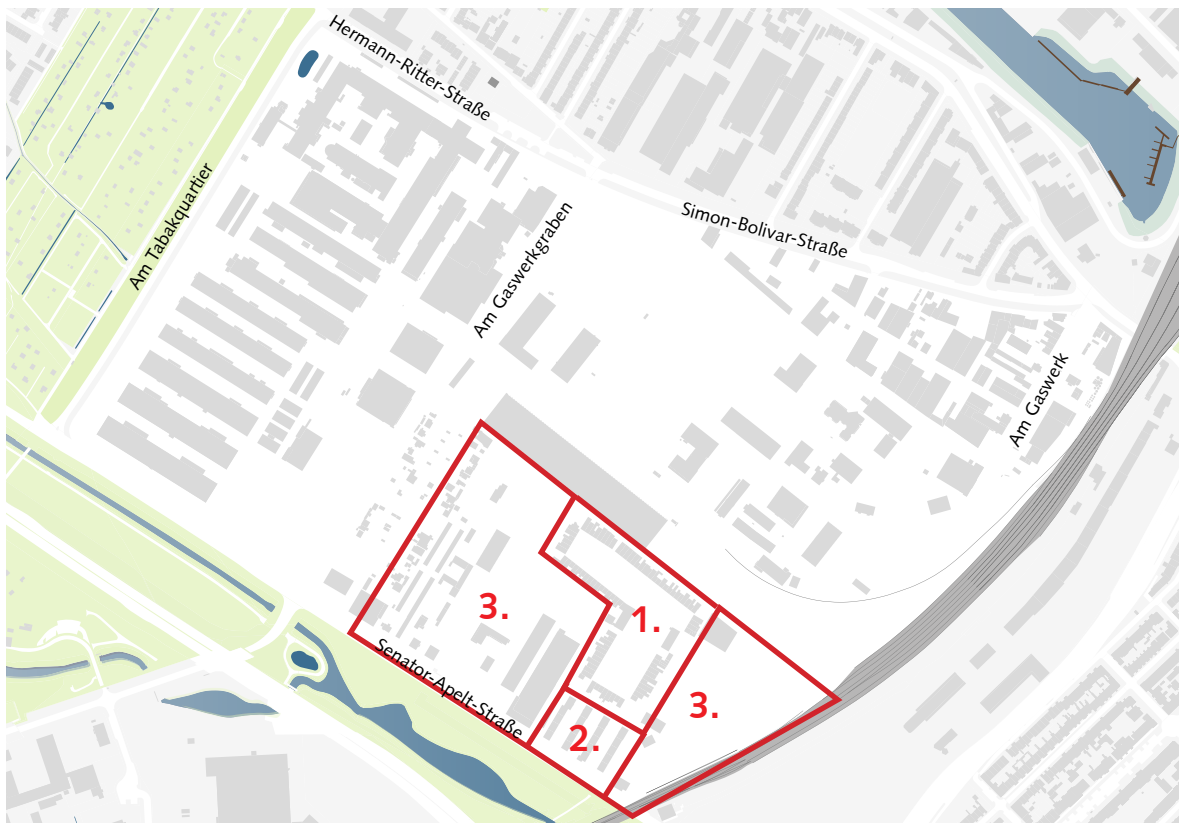 Hermann-Ritter-Straße
Am Tabakquartier
Simon-Bolivar-Straße
Am Gaswerkgraben
Am Gaswerk
3.
1.
Senator-Apelt-Straße
3.
2.